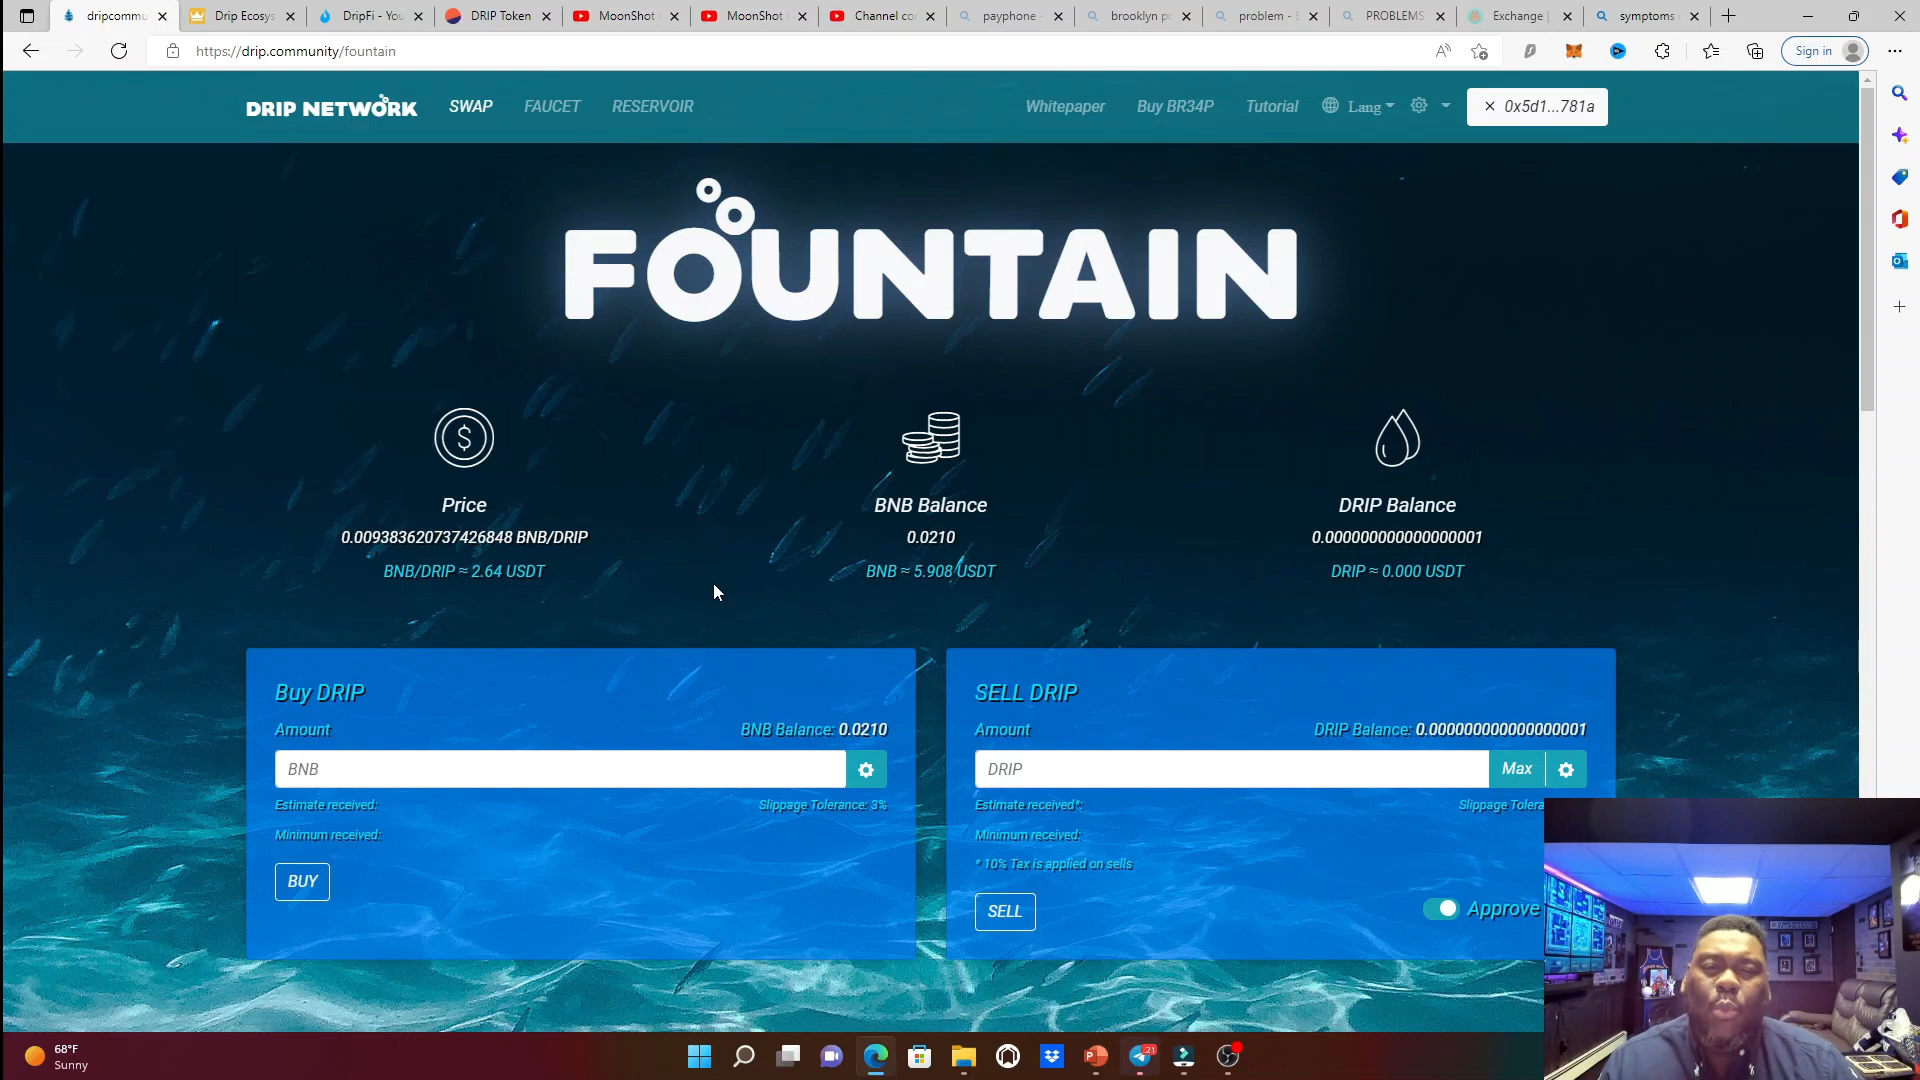 dripcommu
Drip Ecosys
DripFi - You
DRIP Token
MoonShot
MoonShot
Channel co
payphone -
brooklyn p
problem -
PROBLEMS
Exchange |
symptoms
https://drip.community/fountain
Sign in
DRIP NETWORK
SWAP
FAUCET
RESERVOIR
Whitepaper
Buy BR34P
Tutorial
Lang
0x5d1...781a
FOUNTAIN
Price
BNB Balance
DRIP Balance
0.009383620737426848 BNB/DRIP
0.0210
0.000000000000000001
BNB/DRIP ≈ 2.64 USDT
BNB ≈ 5.908 USDT
DRIP ≈ 0.000 USDT
Buy DRIP
Amount
BNB Balance: 0.0210
BNB
Estimate received:
Slippage Tolerance: 3%
Minimum received:
BUY
SELL DRIP
Amount
DRIP Balance: 0.000000000000000001
DRIP
Max
Estimate received*:
Slippage Tolera
Minimum received:
* 10% Tax is applied on sells
SELL
Approve
68°F
Sunny
21